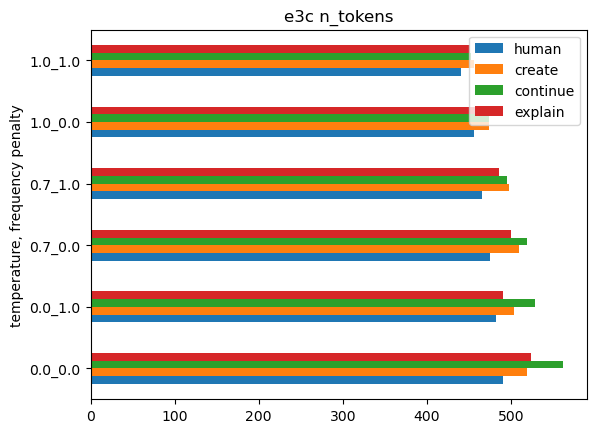 e3c n_tokens
human
create
continue
explain
temperature, frequency penalty
1.0_1.0
1.0_0.0
0.7_1.0
0.7_0.0
0.0_1.0
0.0_0.0
0 100 200 300 400 500